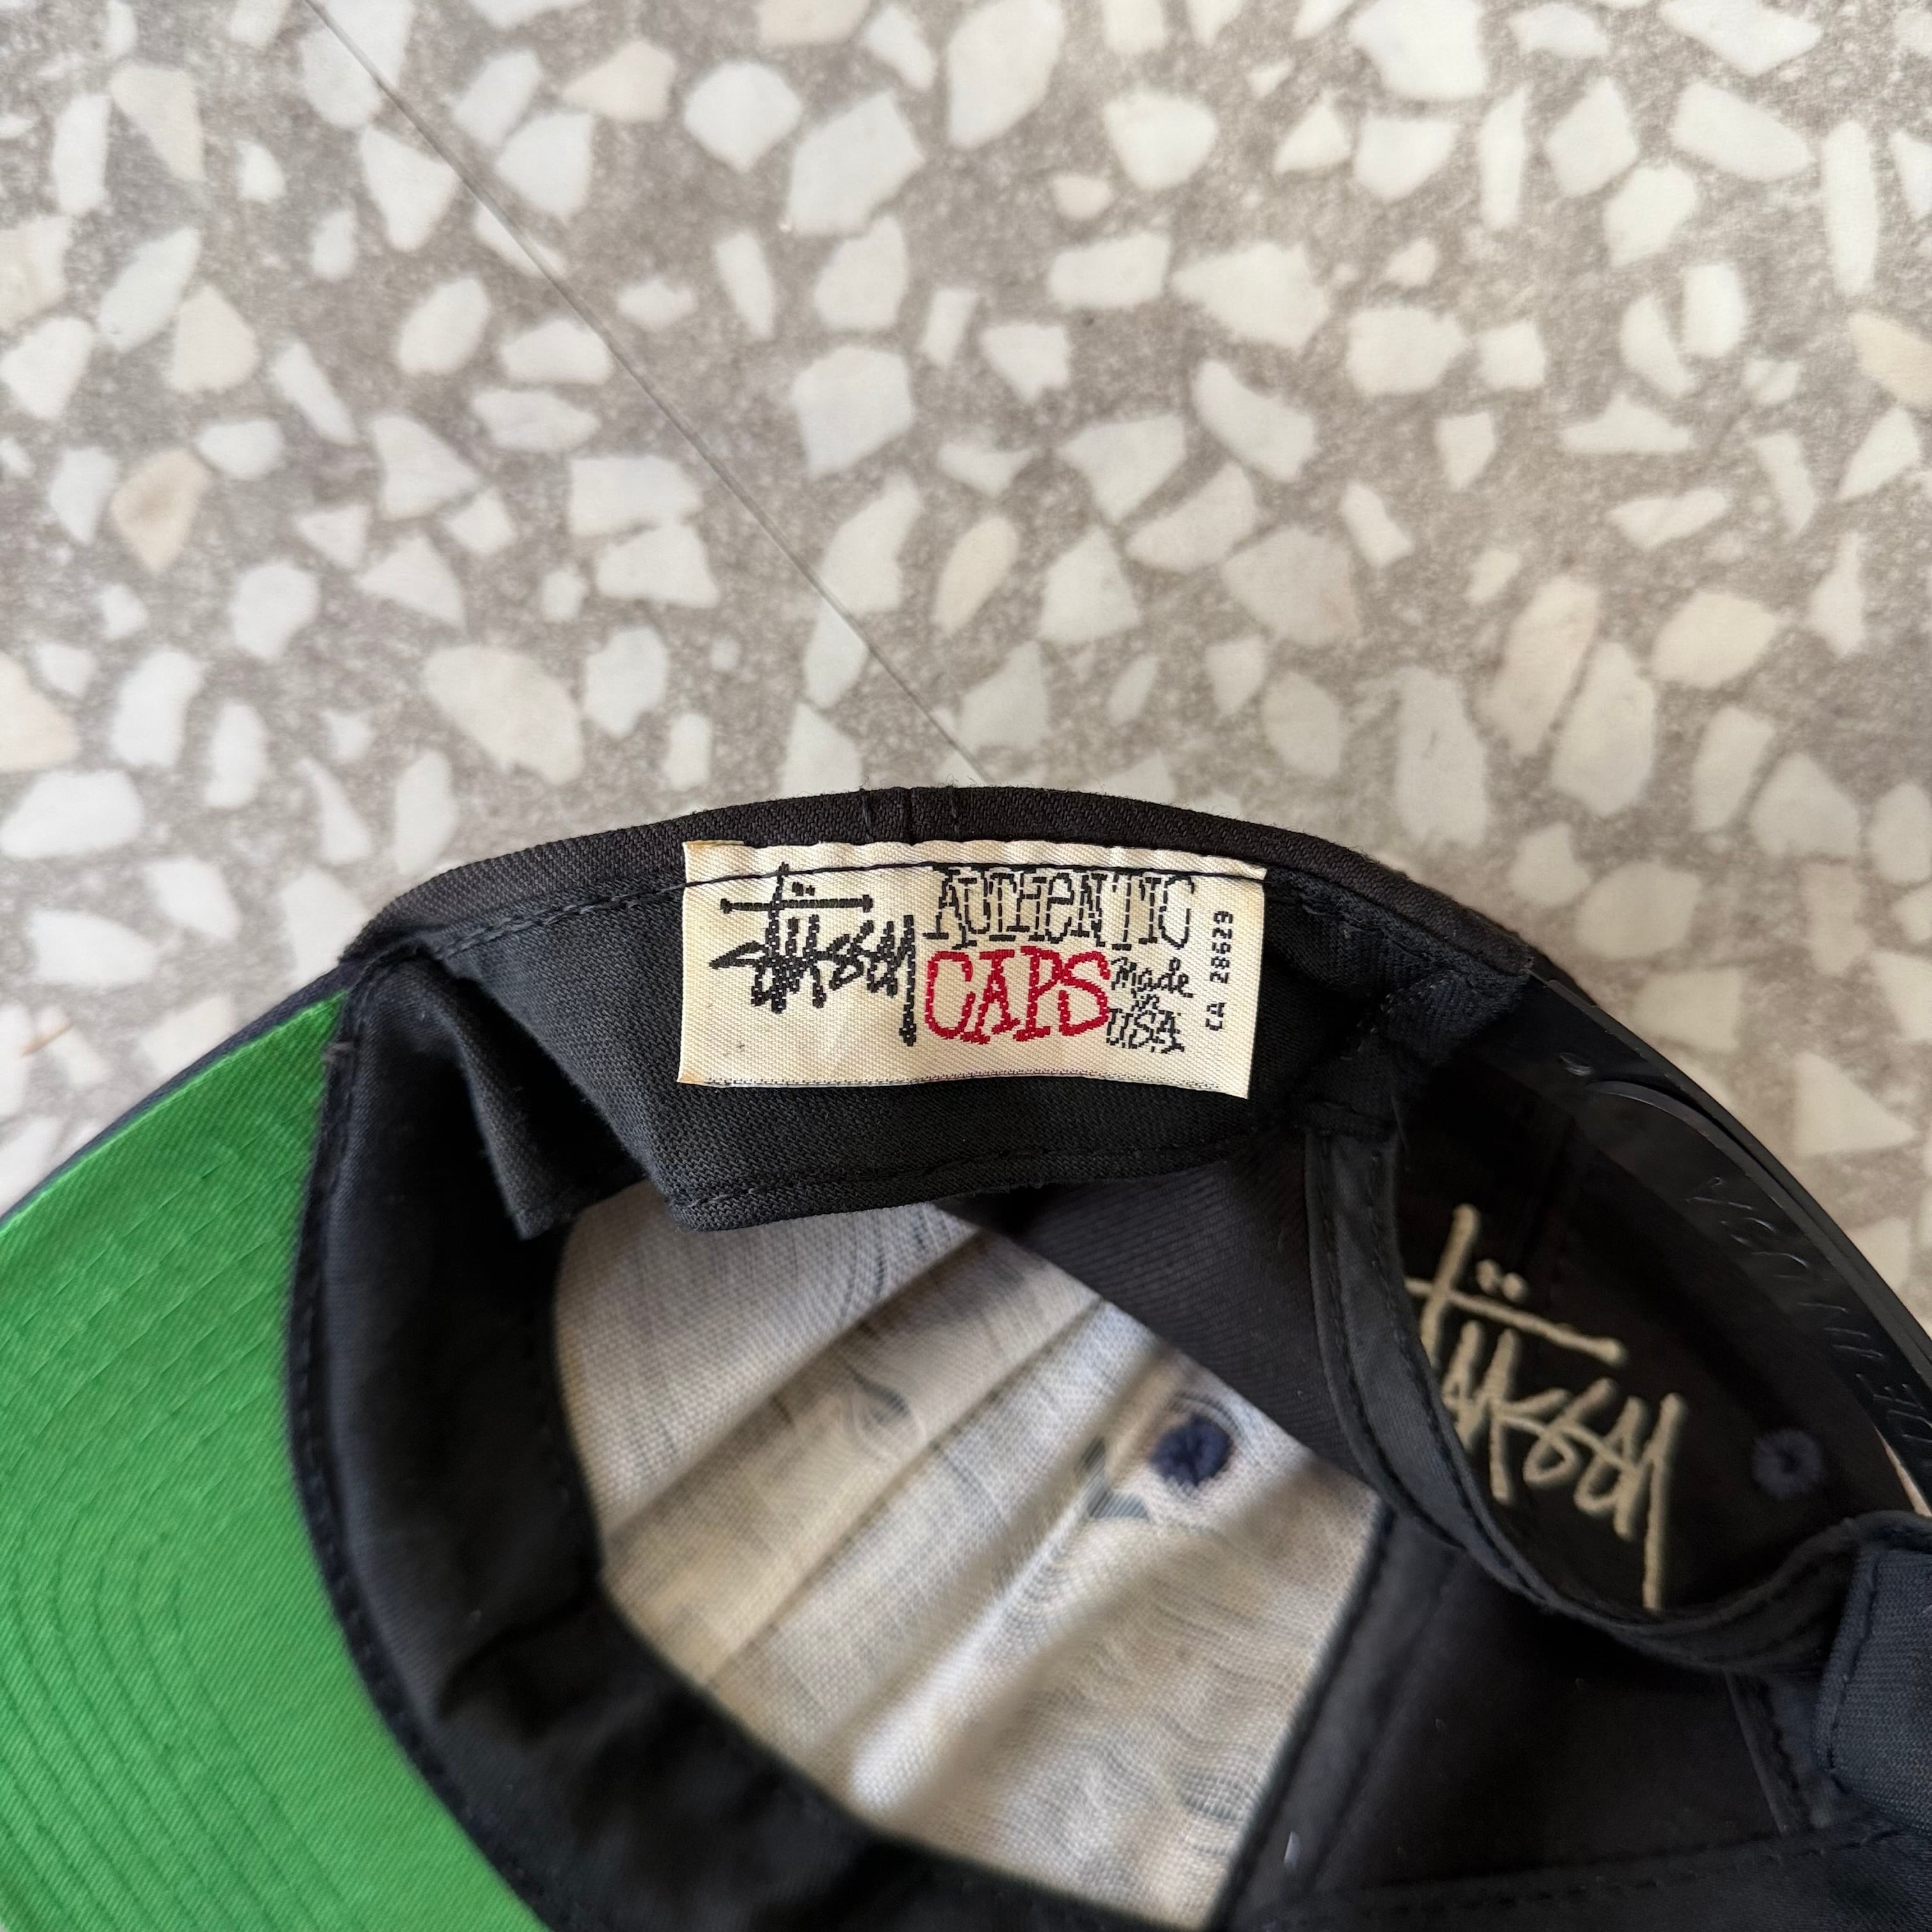 Stüssy
AUTHENTIC
CAPS
Made
in
U.S.A.
CA 28629
Stüssy